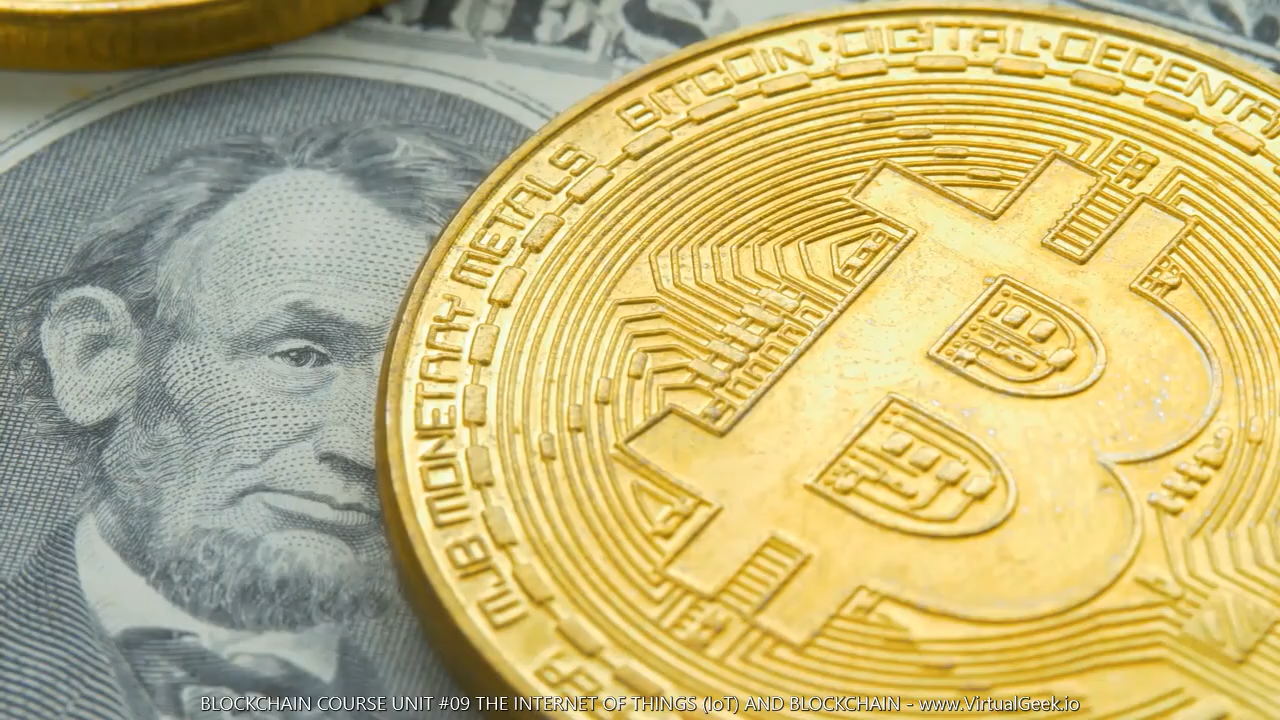 BITCOIN·DIGITAL·DECENTRA
MJB MONETARY METALS
BLOCKCHAIN COURSE UNIT #09 THE INTERNET OF THINGS (IoT) AND BLOCKCHAIN - www.VirtualGeek.io